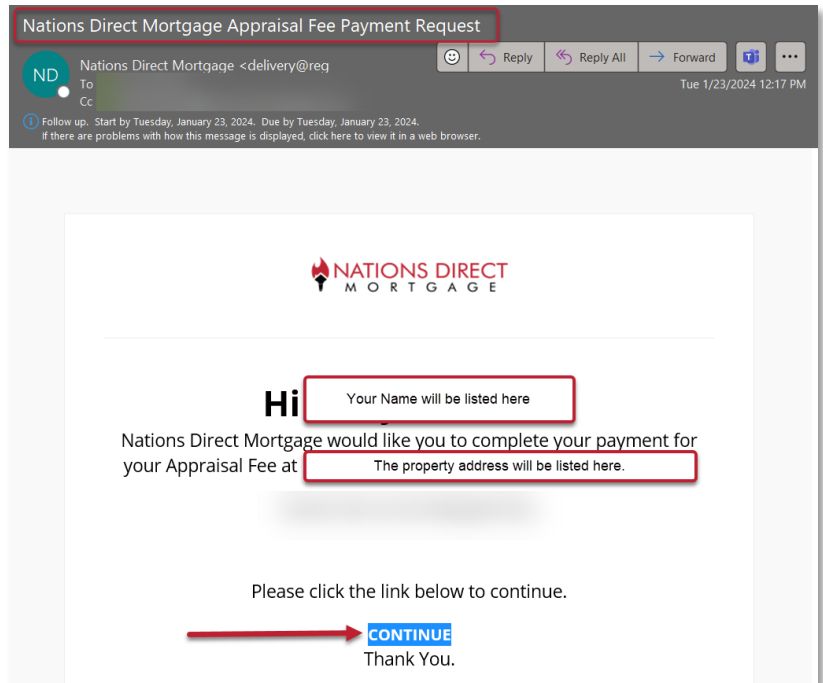 Nations Direct Mortgage Appraisal Fee Payment Request
ND
Nations Direct Mortgage <delivery@reg
Reply
Reply All
Forward
To
Tue 1/23/2024 12:17 PM
Cc
Follow up. Start by Tuesday, January 23, 2024. Due by Tuesday, January 23, 2024.
If there are problems with how this message is displayed, click here to view it in a web browser.
NATIONS DIRECT
MORTGAGE
Hi Your Name will be listed here
Nations Direct Mortgage would like you to complete your payment for
your Appraisal Fee at The property address will be listed here.
Please click the link below to continue.
CONTINUE
Thank You.